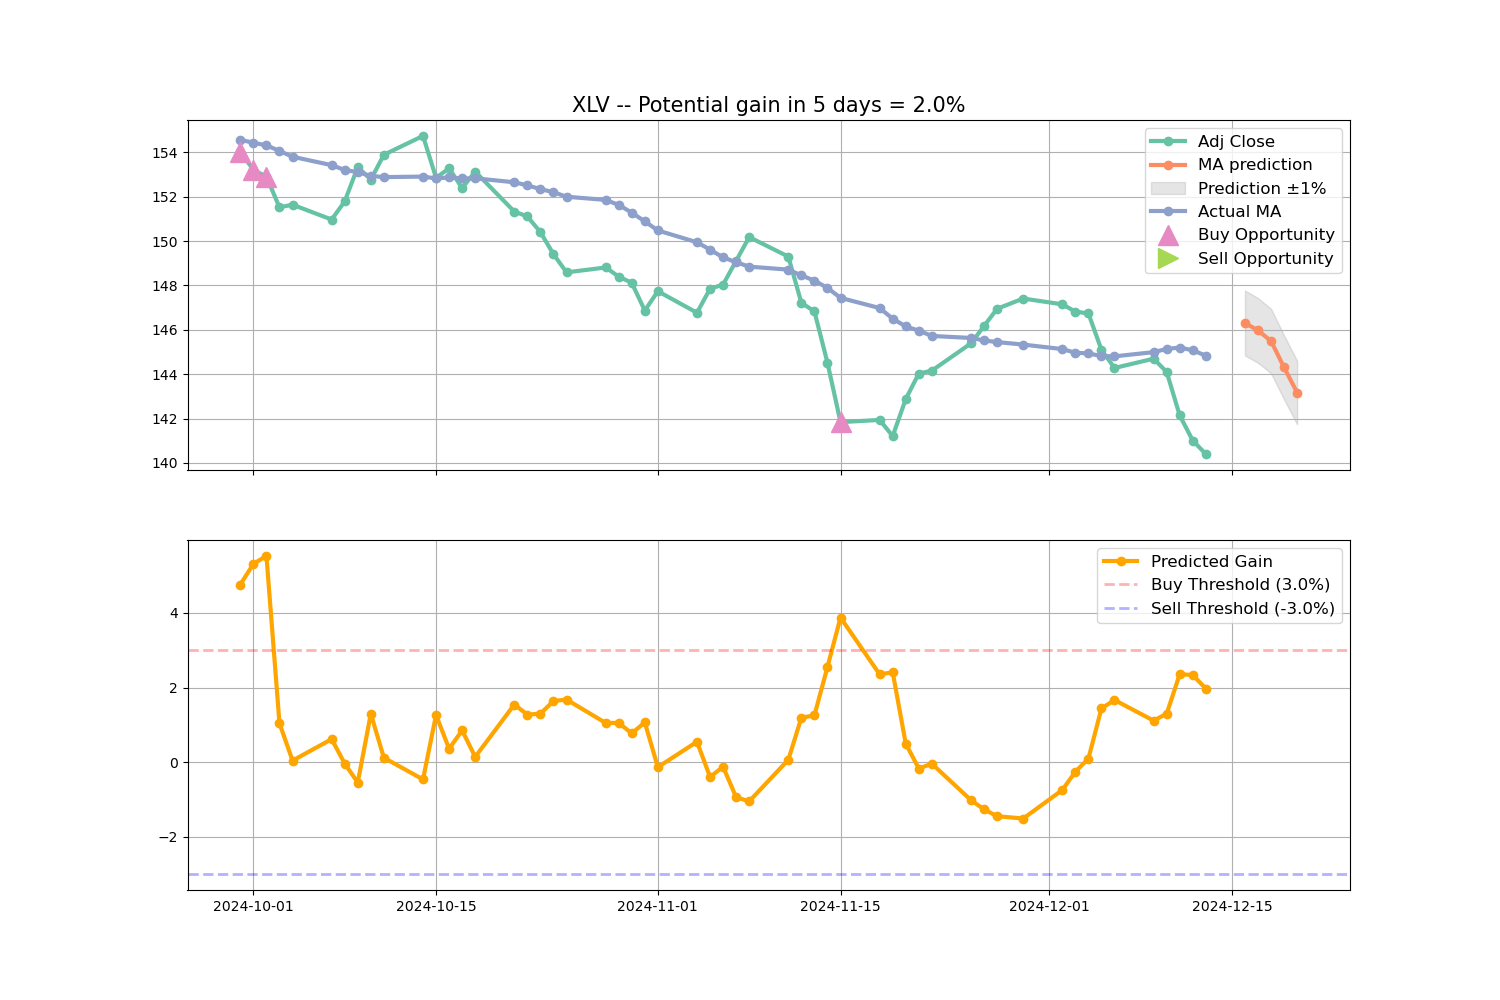 XLV -- Potential gain in 5 days = 2.0%
154
152
150
148
146
144
142
140
Adj Close
MA prediction
Prediction ±1%
Actual MA
Buy Opportunity
Sell Opportunity
4
2
0
−2
Predicted Gain
Buy Threshold (3.0%)
Sell Threshold (-3.0%)
2024-10-01
2024-10-15
2024-11-01
2024-11-15
2024-12-01
2024-12-15